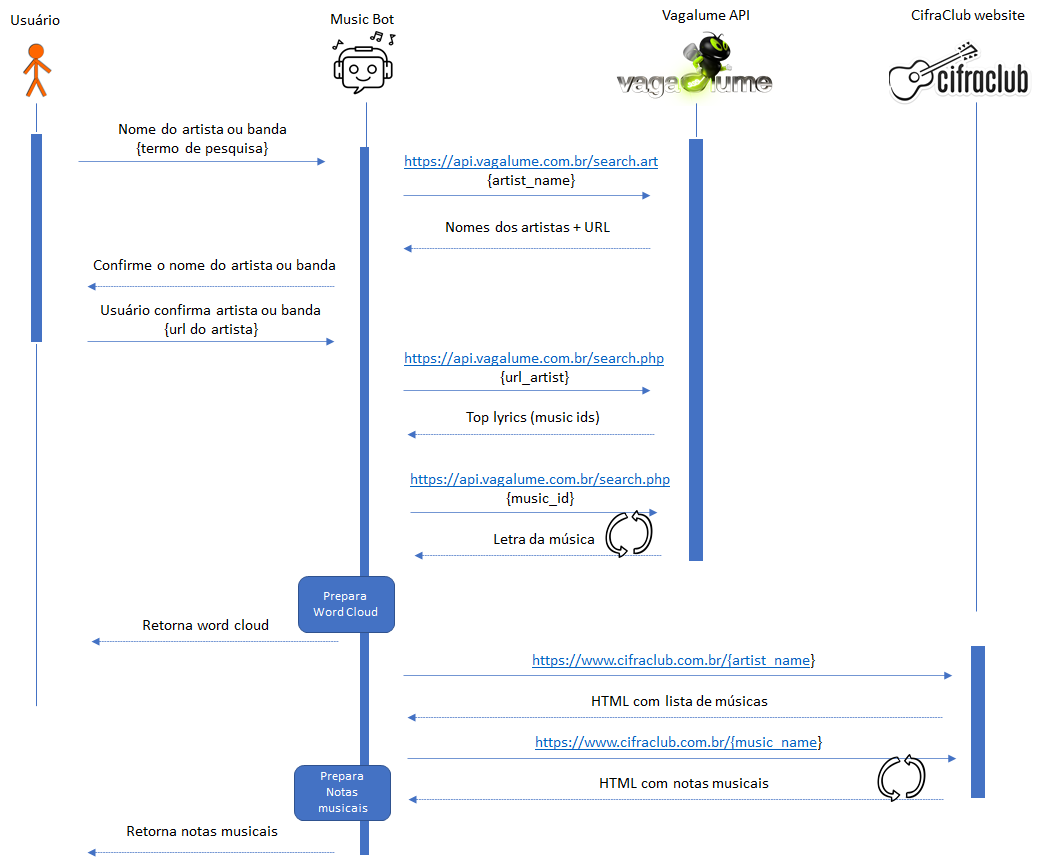 Usuário
Music Bot
Vagalume API
CifraClub website
vagalume
cifraclub
Nome do artista ou banda
{termo de pesquisa}
https://api.vagalume.com.br/search.art
{artist_name}
Nomes dos artistas + URL
Confirme o nome do artista ou banda
Usuário confirma artista ou banda
{url do artista}
https://api.vagalume.com.br/search.php
{url_artist}
Top lyrics (music ids)
https://api.vagalume.com.br/search.php
{music_id}
Letra da música
Prepara
Word Cloud
Retorna word cloud
https://www.cifraclub.com.br/{artist_name}
HTML com lista de músicas
https://www.cifraclub.com.br/{music_name}
Prepara
Notas
musicais
HTML com notas musicais
Retorna notas musicais